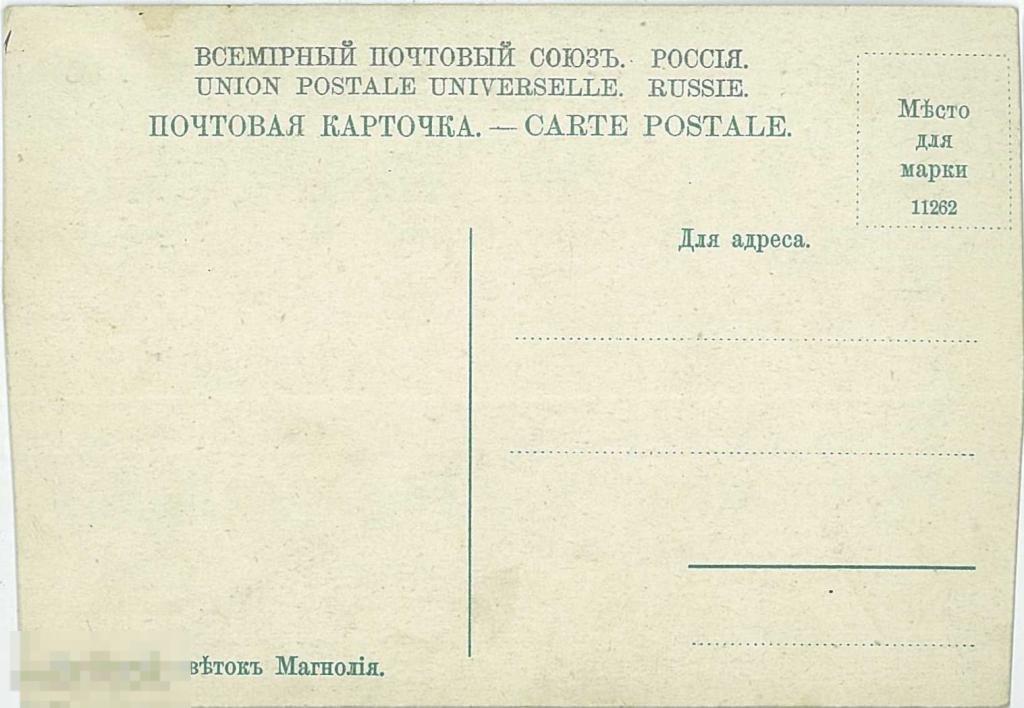 ВСЕМІРНЫЙ ПОЧТОВЫЙ СОЮЗЪ. РОССІЯ.
UNION POSTALE UNIVERSELLE. RUSSIE.
ПОЧТОВАЯ КАРТОЧКА. — CARTE POSTALE.
Мѣсто
для
марки
11262
Для адреса.
вѣтокъ Магнолія.